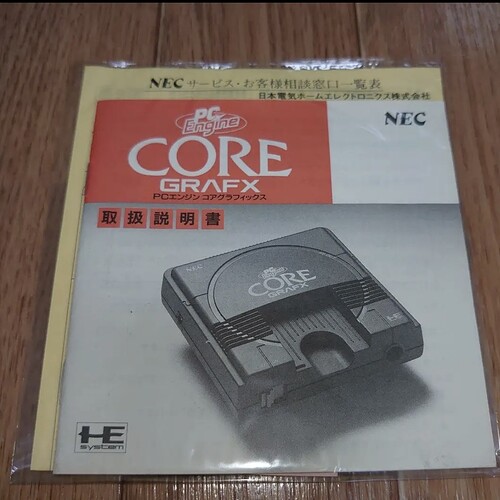 NEC サービス・お客様相談窓口一覧表
日本電気ホームエレクトロニクス株式会社
NEC
PC Engine
CORE
GRAFX
PCエンジン コアグラフィックス
取扱説明書
NEC
PC Engine
CORE
GRAFX
HE
system